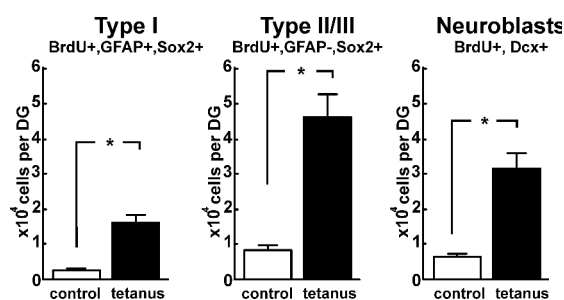 Type I
BrdU+,GFAP+,Sox2+
x10⁴ cells per DG
6
5
4
3
2
1
0
*
control tetanus
Type II/III
BrdU+,GFAP-,Sox2+
x10⁴ cells per DG
6
5
4
3
2
1
0
*
control tetanus
Neuroblasts
BrdU+, Dcx+
x10⁴ cells per DG
6
5
4
3
2
1
0
*
control tetanus